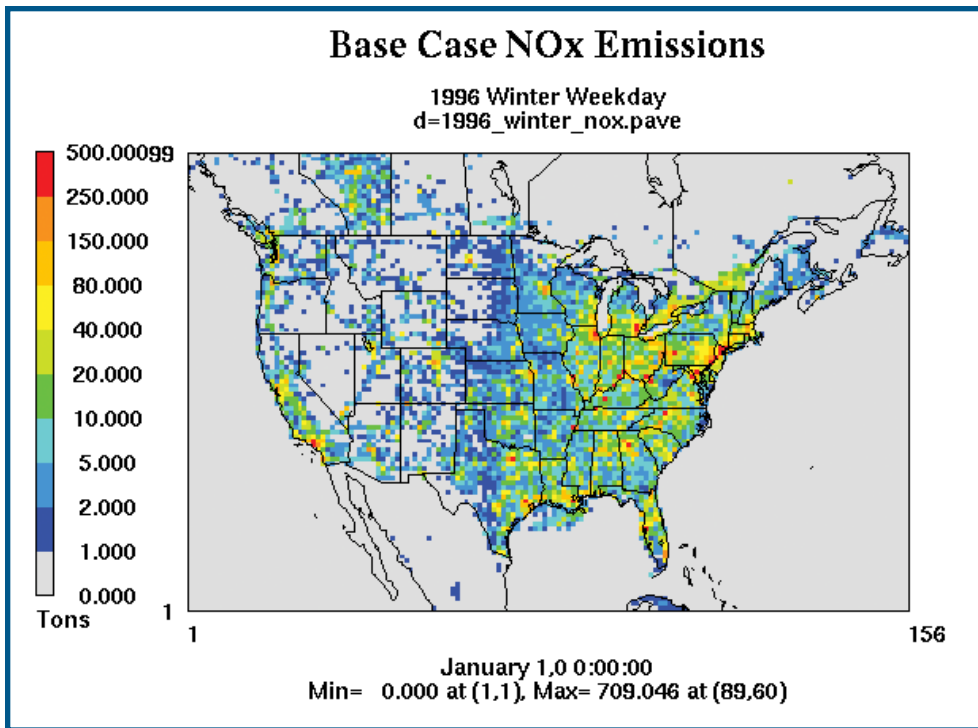 Base Case NOx Emissions
1996 Winter Weekday
d=1996_winter_nox.pave
500.000
250.000
150.000
80.000
40.000
20.000
10.000
5.000
2.000
1.000
0.000
Tons
99
1
1
156
January 1,0 0:00:00
Min= 0.000 at (1,1), Max= 709.046 at (89,60)